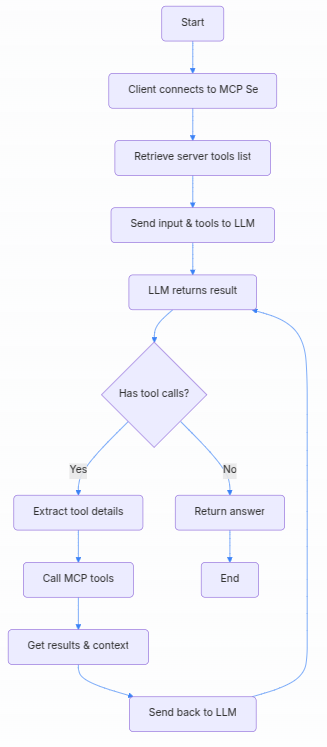 Start
Client connects to MCP Se
Retrieve server tools list
Send input & tools to LLM
LLM returns result
Has tool calls?
Yes
No
Extract tool details
Return answer
Call MCP tools
End
Get results & context
Send back to LLM